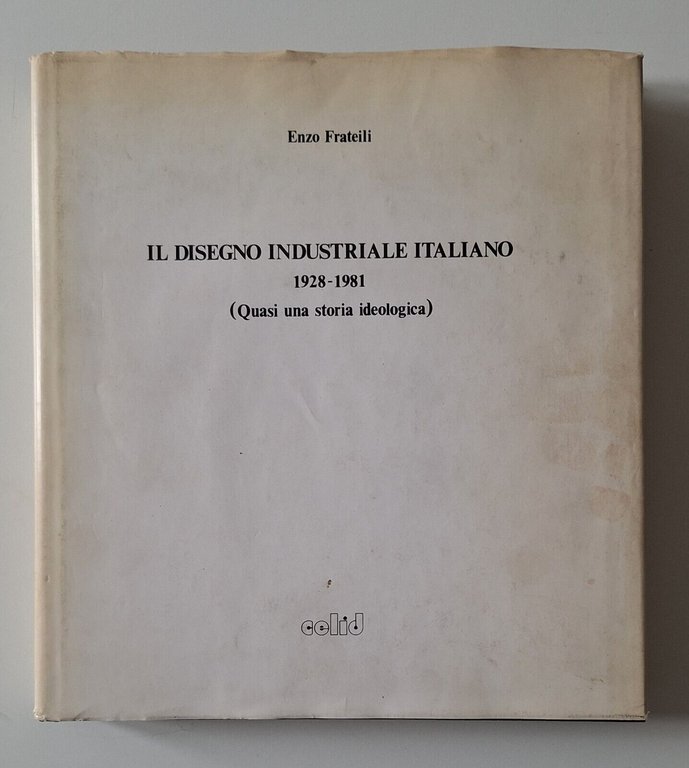 Enzo Frateili
IL DISEGNO INDUSTRIALE ITALIANO
1928-1981
(Quasi una storia ideologica)
celid